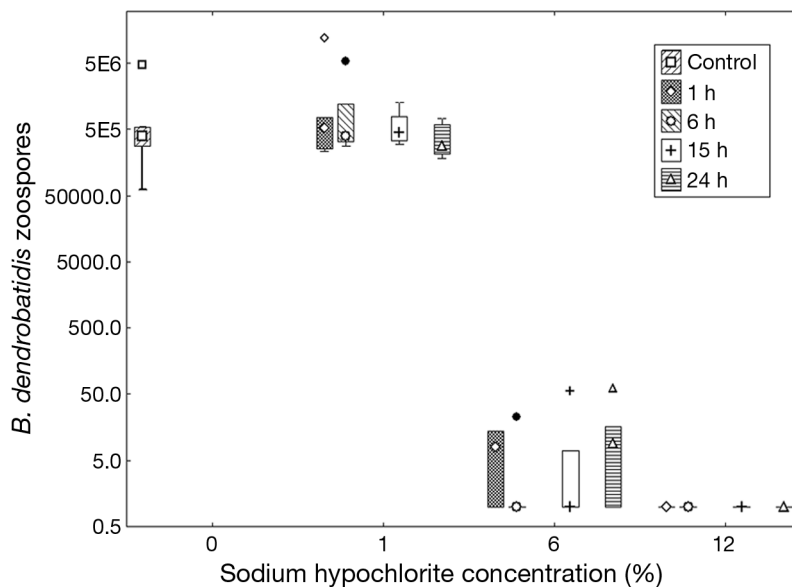 5E6
5E5
50000.0
5000.0
500.0
50.0
5.0
0.5
B. dendrobatidis zoospores
Control
1 h
6 h
15 h
24 h
0 1 6 12
Sodium hypochlorite concentration (%)